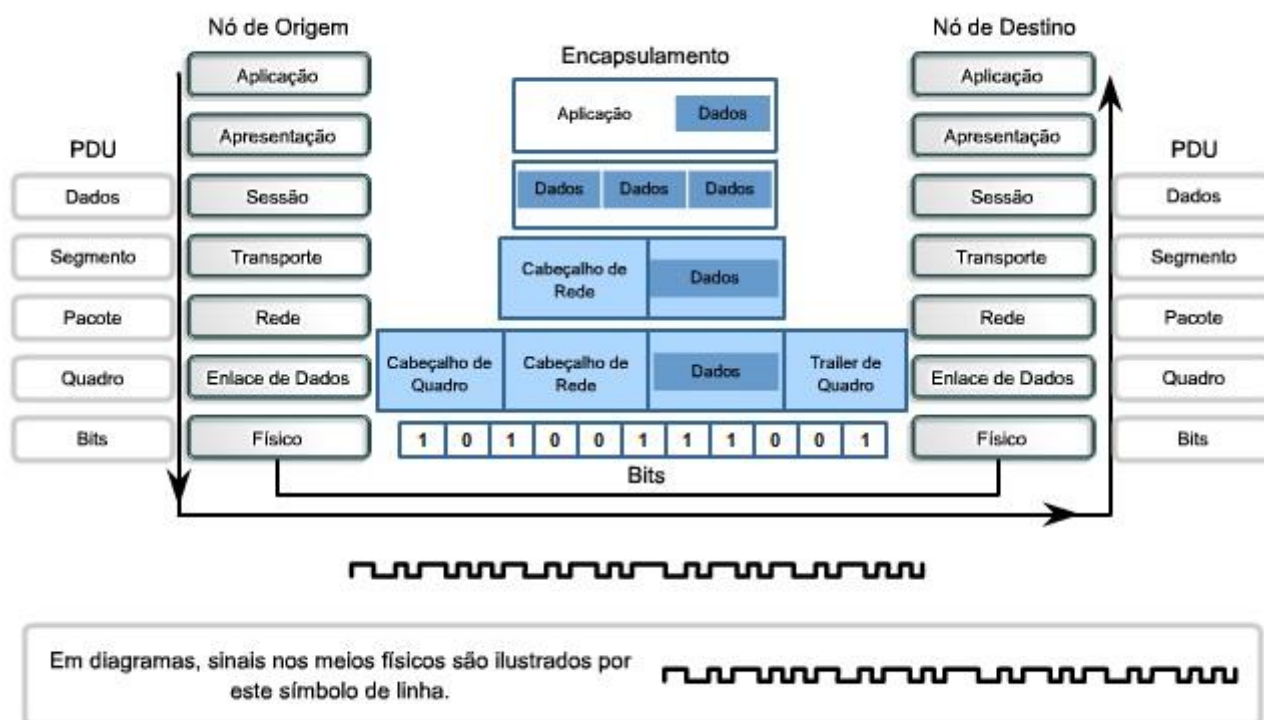 Nó de Origem
Nó de Destino
Encapsulamento
Aplicação
Aplicação
Dados
Aplicação
Apresentação
Apresentação
PDU
PDU
Dados
Sessão
Dados
Dados
Dados
Sessão
Dados
Segmento
Transporte
Cabeçalho de
Rede
Dados
Transporte
Segmento
Pacote
Rede
Rede
Pacote
Quadro
Enlace de Dados
Cabeçalho de
Quadro
Cabeçalho de
Rede
Dados
Trailer de
Quadro
Enlace de Dados
Quadro
Bits
Físico
1 0 1 0 0 1 1 1 0 0 1
Físico
Bits
Bits
Em diagramas, sinais nos meios físicos são ilustrados por
este símbolo de linha.